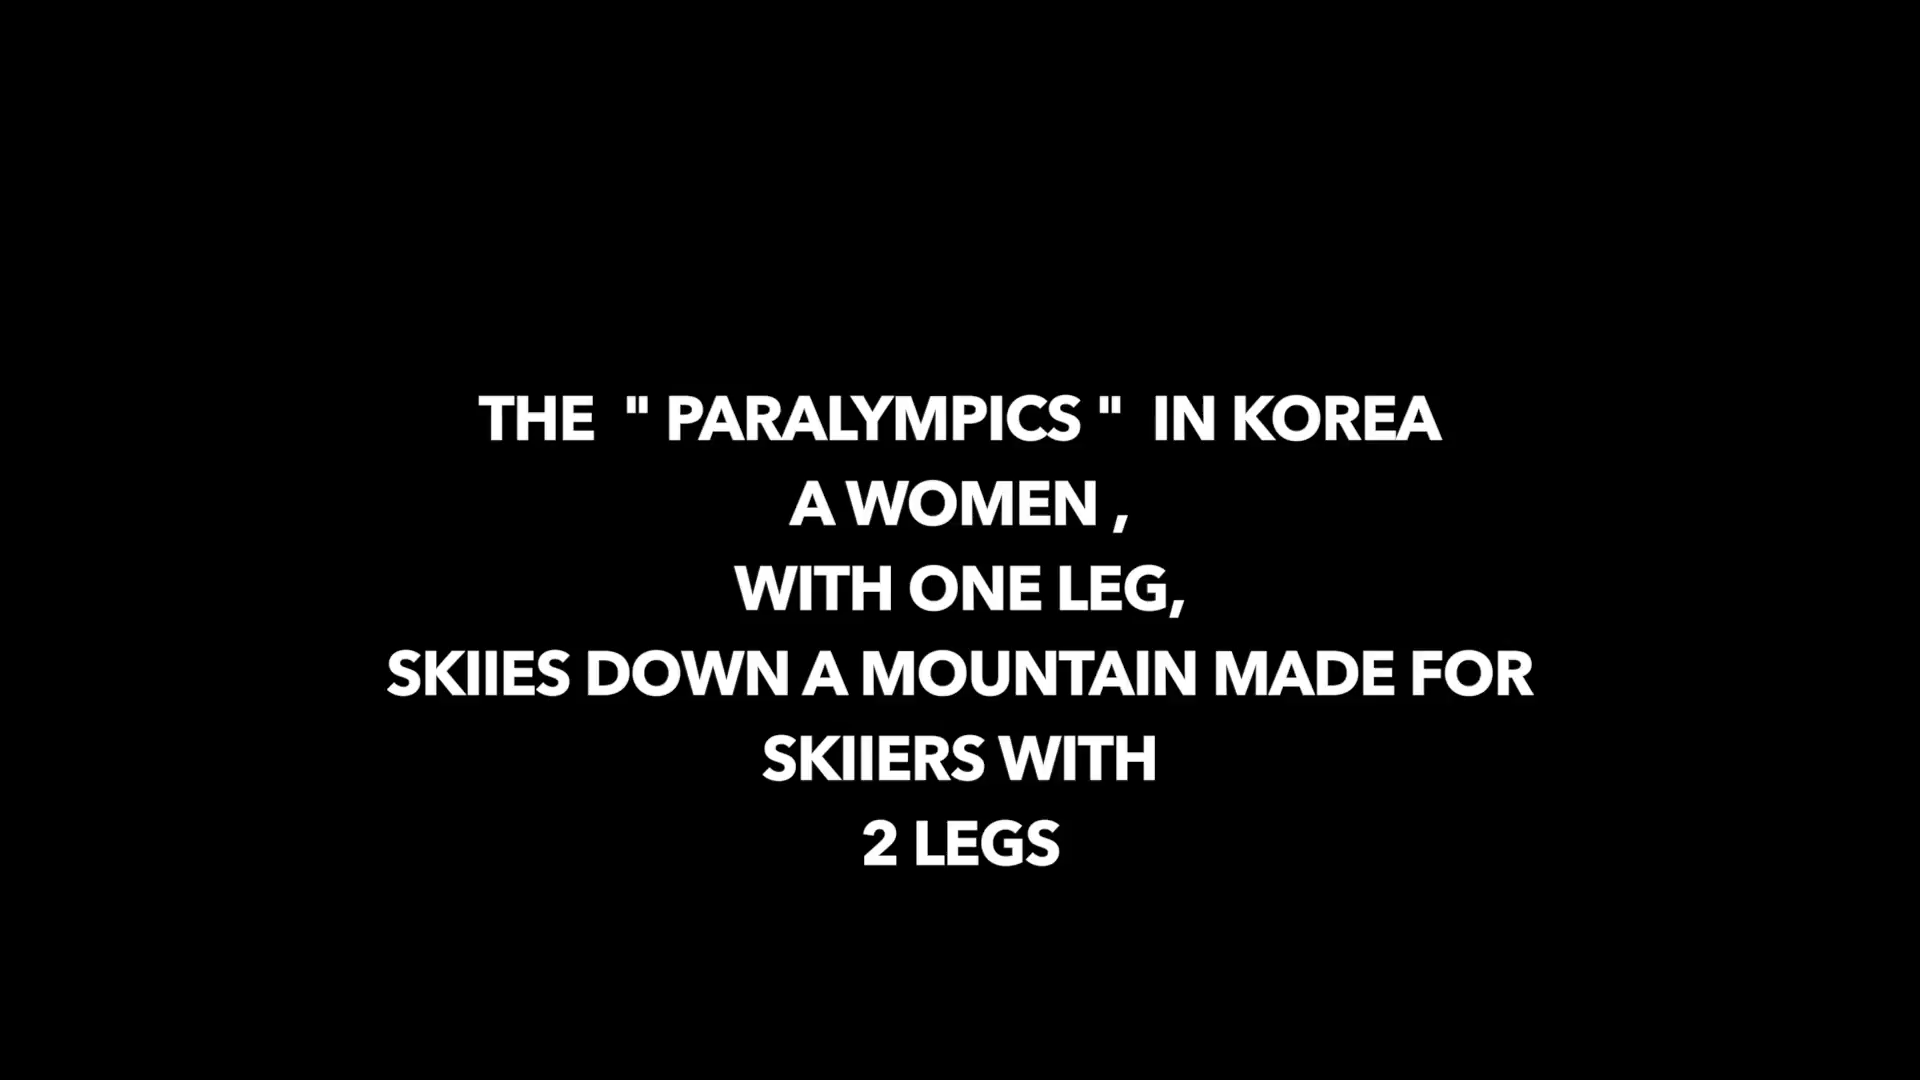 THE " PARALYMPICS " IN KOREA
A WOMEN ,
WITH ONE LEG,
SKIIES DOWN A MOUNTAIN MADE FOR
SKIIERS WITH
2 LEGS